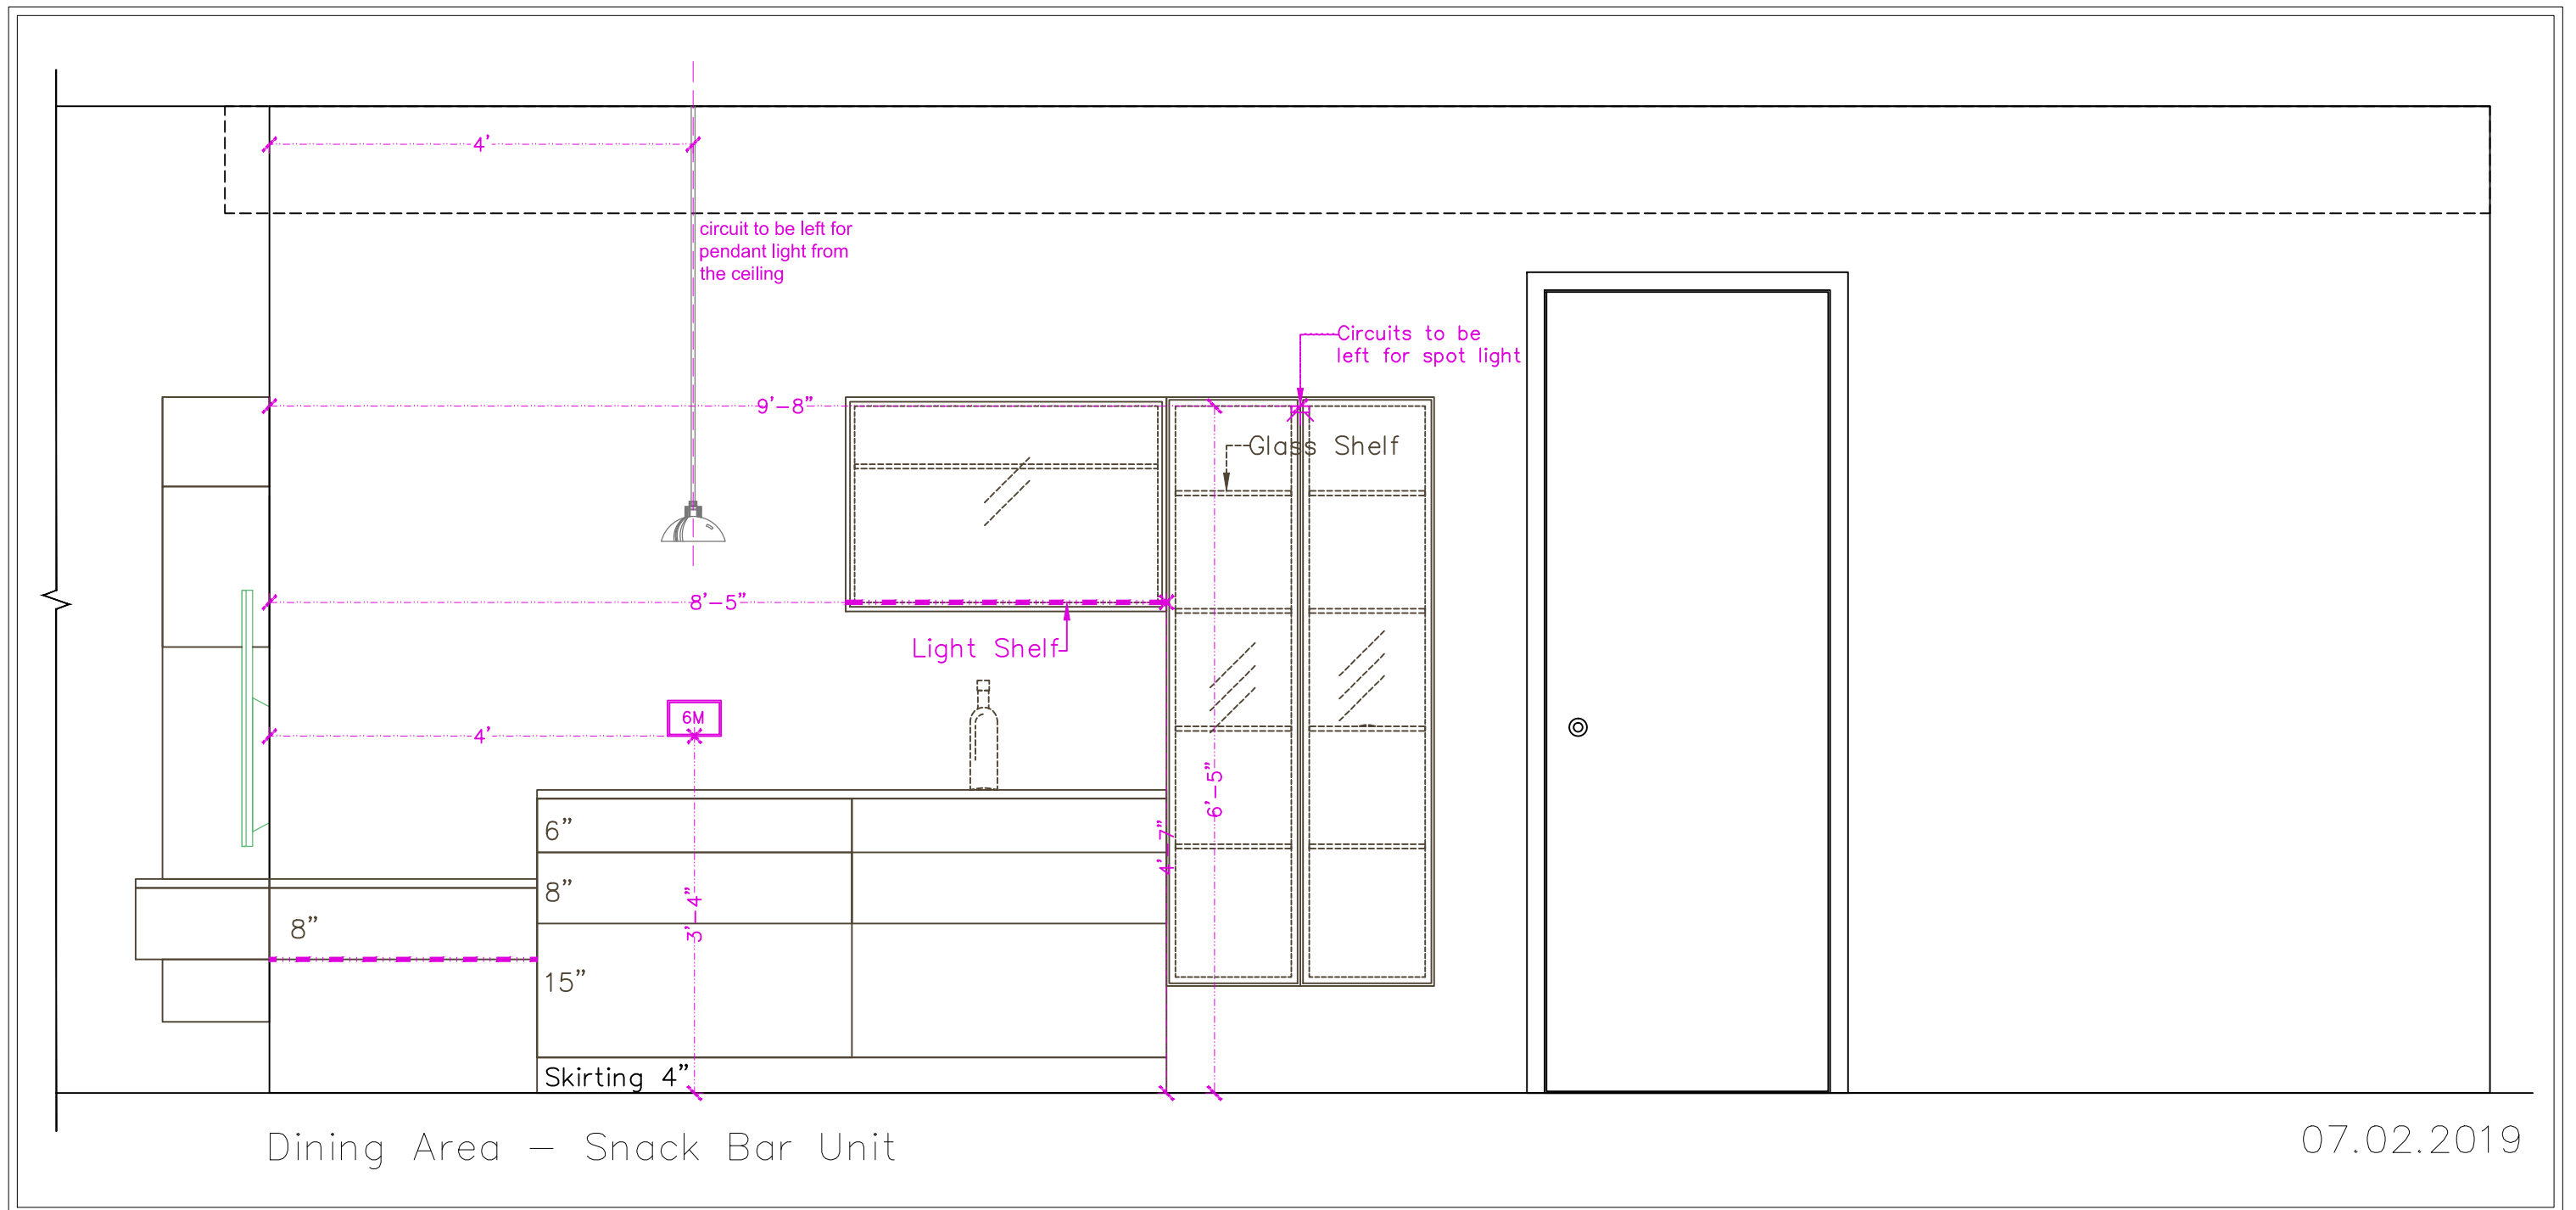 4'
circuit to be left for
pendant light from
the ceiling
Circuits to be
left for spot light
9'-8"
Glass Shelf
8'-5"
Light Shelf
6M
4'
6'-5"
6"
4'-7"
8"
3'-4"
8"
15"
Skirting 4"
Dining Area - Snack Bar Unit
07.02.2019